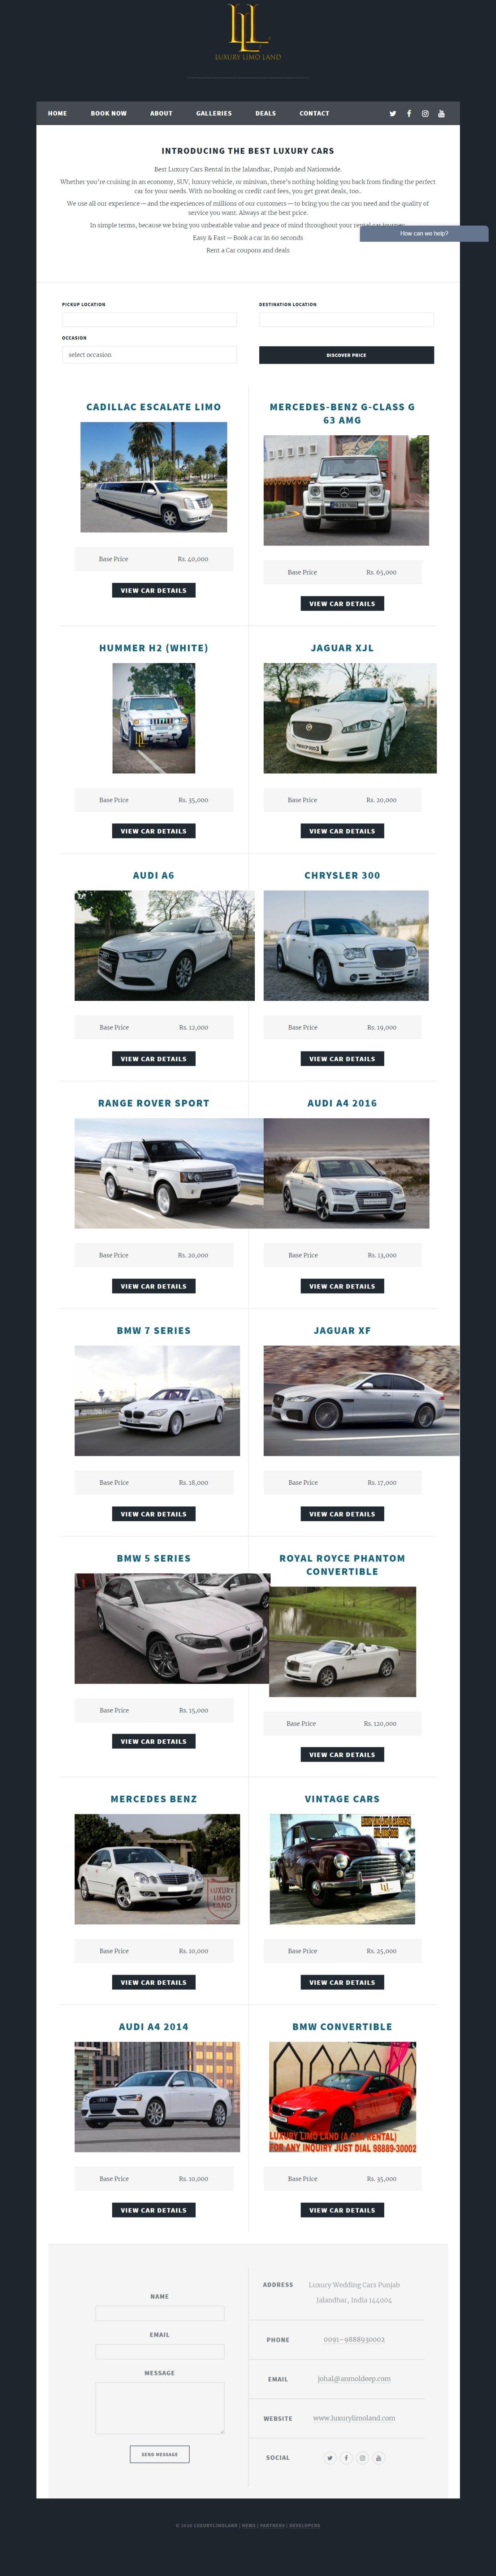 LUXURY LIMO LAND
HOME
BOOK NOW
ABOUT
GALLERIES
DEALS
CONTACT
INTRODUCING THE BEST LUXURY CARS
Best Luxury Cars Rental in the Jalandhar, Punjab and Nationwide.
Whether you're cruising in an economy, SUV, luxury vehicle, or minivan, there's nothing holding you back from finding the perfect
car for your needs. With no booking or credit card fees, you get great deals, too..
We use all our experience — and the experiences of millions of our customers — to bring you the car you need and the quality of
service you want. Always at the best price.
In simple terms, because we bring you unbeatable value and peace of mind throughout your rental car journey.
How can we help?
Easy & Fast — Book a car in 60 seconds
Rent a Car coupons and deals
PICKUP LOCATION
DESTINATION LOCATION
OCCASION
select occasion
DISCOVER PRICE
CADILLAC ESCALATE LIMO
Base Price Rs. 40,000
VIEW CAR DETAILS
MERCEDES-BENZ G-CLASS G
63 AMG
Base Price Rs. 65,000
VIEW CAR DETAILS
HUMMER H2 (WHITE)
Base Price Rs. 35,000
VIEW CAR DETAILS
JAGUAR XJL
Base Price Rs. 20,000
VIEW CAR DETAILS
AUDI A6
Base Price Rs. 12,000
VIEW CAR DETAILS
CHRYSLER 300
Base Price Rs. 19,000
VIEW CAR DETAILS
RANGE ROVER SPORT
Base Price Rs. 20,000
VIEW CAR DETAILS
AUDI A4 2016
Base Price Rs. 13,000
VIEW CAR DETAILS
BMW 7 SERIES
Base Price Rs. 18,000
VIEW CAR DETAILS
JAGUAR XF
Base Price Rs. 17,000
VIEW CAR DETAILS
BMW 5 SERIES
Base Price Rs. 15,000
VIEW CAR DETAILS
ROYAL ROYCE PHANTOM
CONVERTIBLE
Base Price Rs. 120,000
VIEW CAR DETAILS
MERCEDES BENZ
LUXURY
LIMO
LAND
Base Price Rs. 10,000
VIEW CAR DETAILS
VINTAGE CARS
Base Price Rs. 25,000
VIEW CAR DETAILS
AUDI A4 2014
Base Price Rs. 10,000
VIEW CAR DETAILS
BMW CONVERTIBLE
LUXURY LIMO LAND (A CAR RENTAL)
FOR ANY INQUIRY JUST DIAL 98889-30002
Base Price Rs. 35,000
VIEW CAR DETAILS
NAME
EMAIL
MESSAGE
SEND MESSAGE
ADDRESS Luxury Wedding Cars Punjab
Jalandhar, India 144004
PHONE 0091-9888930002
EMAIL johal@anmoldeep.com
WEBSITE www.luxurylimoland.com
SOCIAL
© 2020 LUXURYLIMOLAND | NEWS | PARTNERS | DEVELOPERS